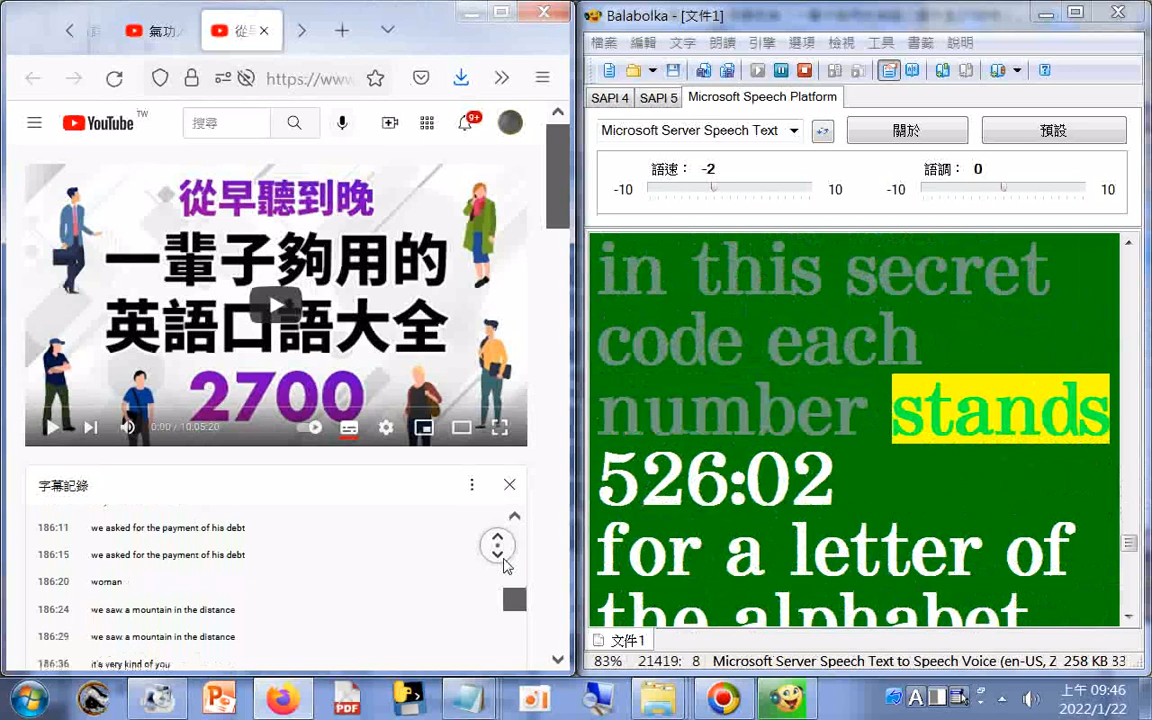 氣功
從早
https://www
YouTube TW
搜尋
9+
從早聽到晚
一輩子夠用的
英語口語大全
2700
0:00 / 10:05:20
字幕記錄
186:11 we asked for the payment of his debt
186:15 we asked for the payment of his debt
186:20 woman
186:24 we saw a mountain in the distance
186:29 we saw a mountain in the distance
186:36 it's very kind of you
Balabolka - [文件1]
檔案 編輯 文字 朗讀 引擎 選項 檢視 工具 書籤 說明
SAPI 4 SAPI 5 Microsoft Speech Platform
Microsoft Server Speech Text 關於 預設
語速： -2 語調： 0
-10 10 -10 10
in this secret
code each
number stands
526:02
for a letter of
the alphabet
文件1
83% 21419: 8 Microsoft Server Speech Text to Speech Voice (en-US, Z 258 KB 33
PDF
A
上午 09:46
2022/1/22